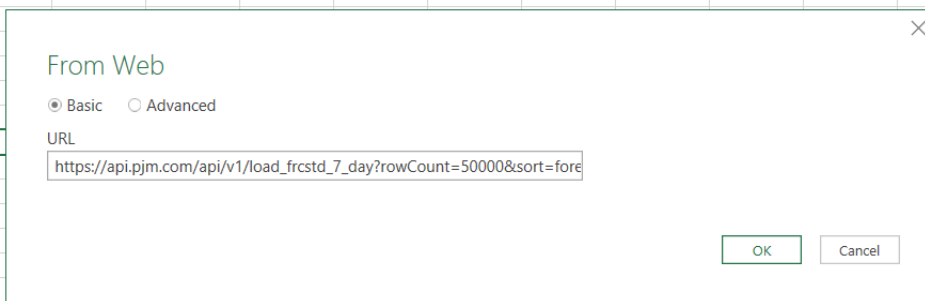 From Web
Basic Advanced
URL
https://api.pjm.com/api/v1/load_frcstd_7_day?rowCount=50000&sort=fore
OK Cancel